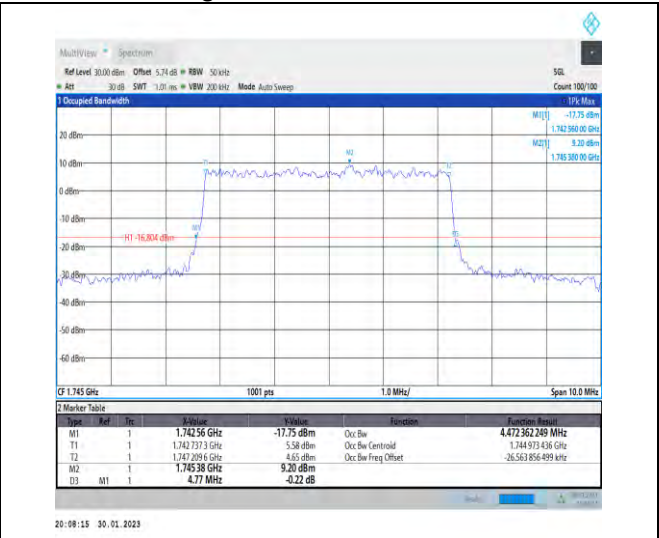 MultiView Spectrum
Ref Level 30.00 dBm Offset 5.74 dB RBW 50 kHz SGL
Att 30 dB SWT 1.01 ms VBW 200 kHz Mode Auto Sweep Count 100/100
1 Occupied Bandwidth 1Pk Max
M1[1] -17.75 dBm
1.742 560 00 GHz
M2[1] 9.20 dBm
1.745 380 00 GHz
20 dBm
M2
10 dBm
T1 T2
0 dBm
-10 dBm
M1 D3
H1 -16.804 dBm
-20 dBm
-30 dBm
-40 dBm
-50 dBm
-60 dBm
CF 1.745 GHz 1001 pts 1.0 MHz/ Span 10.0 MHz
2 Marker Table
Type Ref Trc X-Value Y-Value Function Function Result
M1 1 1.742 56 GHz -17.75 dBm Occ Bw 4.472 362 249 MHz
T1 1 1.742 737 3 GHz 5.58 dBm Occ Bw Centroid 1.744 973 436 GHz
T2 1 1.747 209 6 GHz 4.65 dBm Occ Bw Freq Offset -26.563 856 499 kHz
M2 1 1.745 38 GHz 9.20 dBm
D3 M1 1 4.77 MHz -0.22 dB
20:08:15 30.01.2023